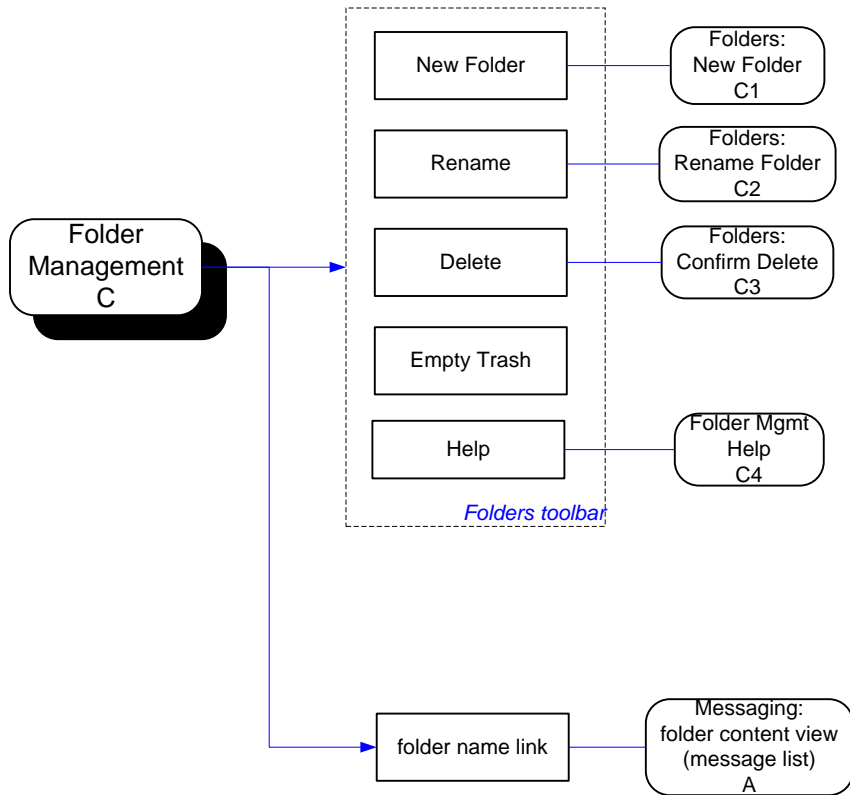 New Folder
Folders:
New Folder
C1
Rename
Folders:
Rename Folder
C2
Folder
Management
C
Delete
Folders:
Confirm Delete
C3
Empty Trash
Help
Folder Mgmt
Help
C4
Folders toolbar
folder name link
Messaging:
folder content view
(message list)
A